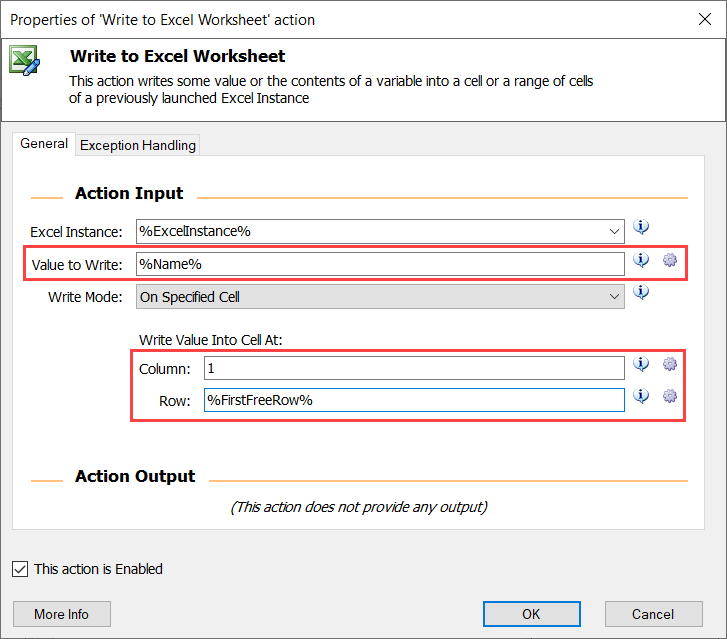 Properties of 'Write to Excel Worksheet' action
Write to Excel Worksheet
This action writes some value or the contents of a variable into a cell or a range of cells
of a previously launched Excel Instance
General
Exception Handling
Action Input
Excel Instance: %ExcelInstance%
Value to Write: %Name%
Write Mode: On Specified Cell
Write Value Into Cell At:
Column: 1
Row: %FirstFreeRow%
Action Output
(This action does not provide any output)
This action is Enabled
More Info
OK
Cancel